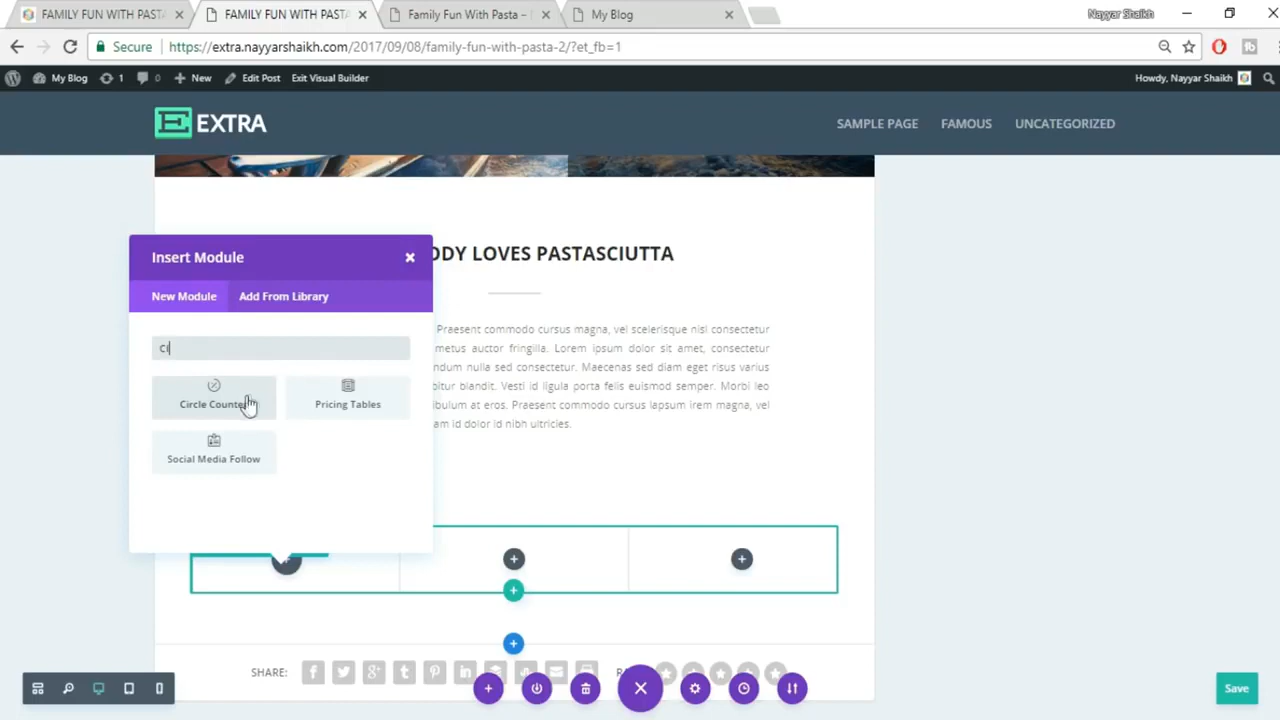 FAMILY FUN WITH PASTA
FAMILY FUN WITH PASTA
Family Fun With Pasta –
My Blog
Nayyar Shaikh
Secure
https://extra.nayyarshaikh.com/2017/09/08/family-fun-with-pasta-2/?et_fb=1
My Blog
1
0
New
Edit Post
Exit Visual Builder
Howdy, Nayyar Shaikh
EXTRA
SAMPLE PAGE
FAMOUS
UNCATEGORIZED
Insert Module
ODY LOVES PASTASCIUTTA
New Module
Add From Library
Praesent commodo cursus magna, vel scelerisque nisl consectetur
metus auctor fringilla. Lorem ipsum dolor sit amet, consectetur
ndum nulla sed consectetur. Maecenas sed diam eget risus varius
bitur blandit. Vesti id ligula porta felis euismod semper. Morbi leo
ibulum at eros. Praesent commodo cursus lapsum irem magna, vel
am id dolor id nibh ultricies.
Ci
Circle Counter
Pricing Tables
Social Media Follow
SHARE:
Save